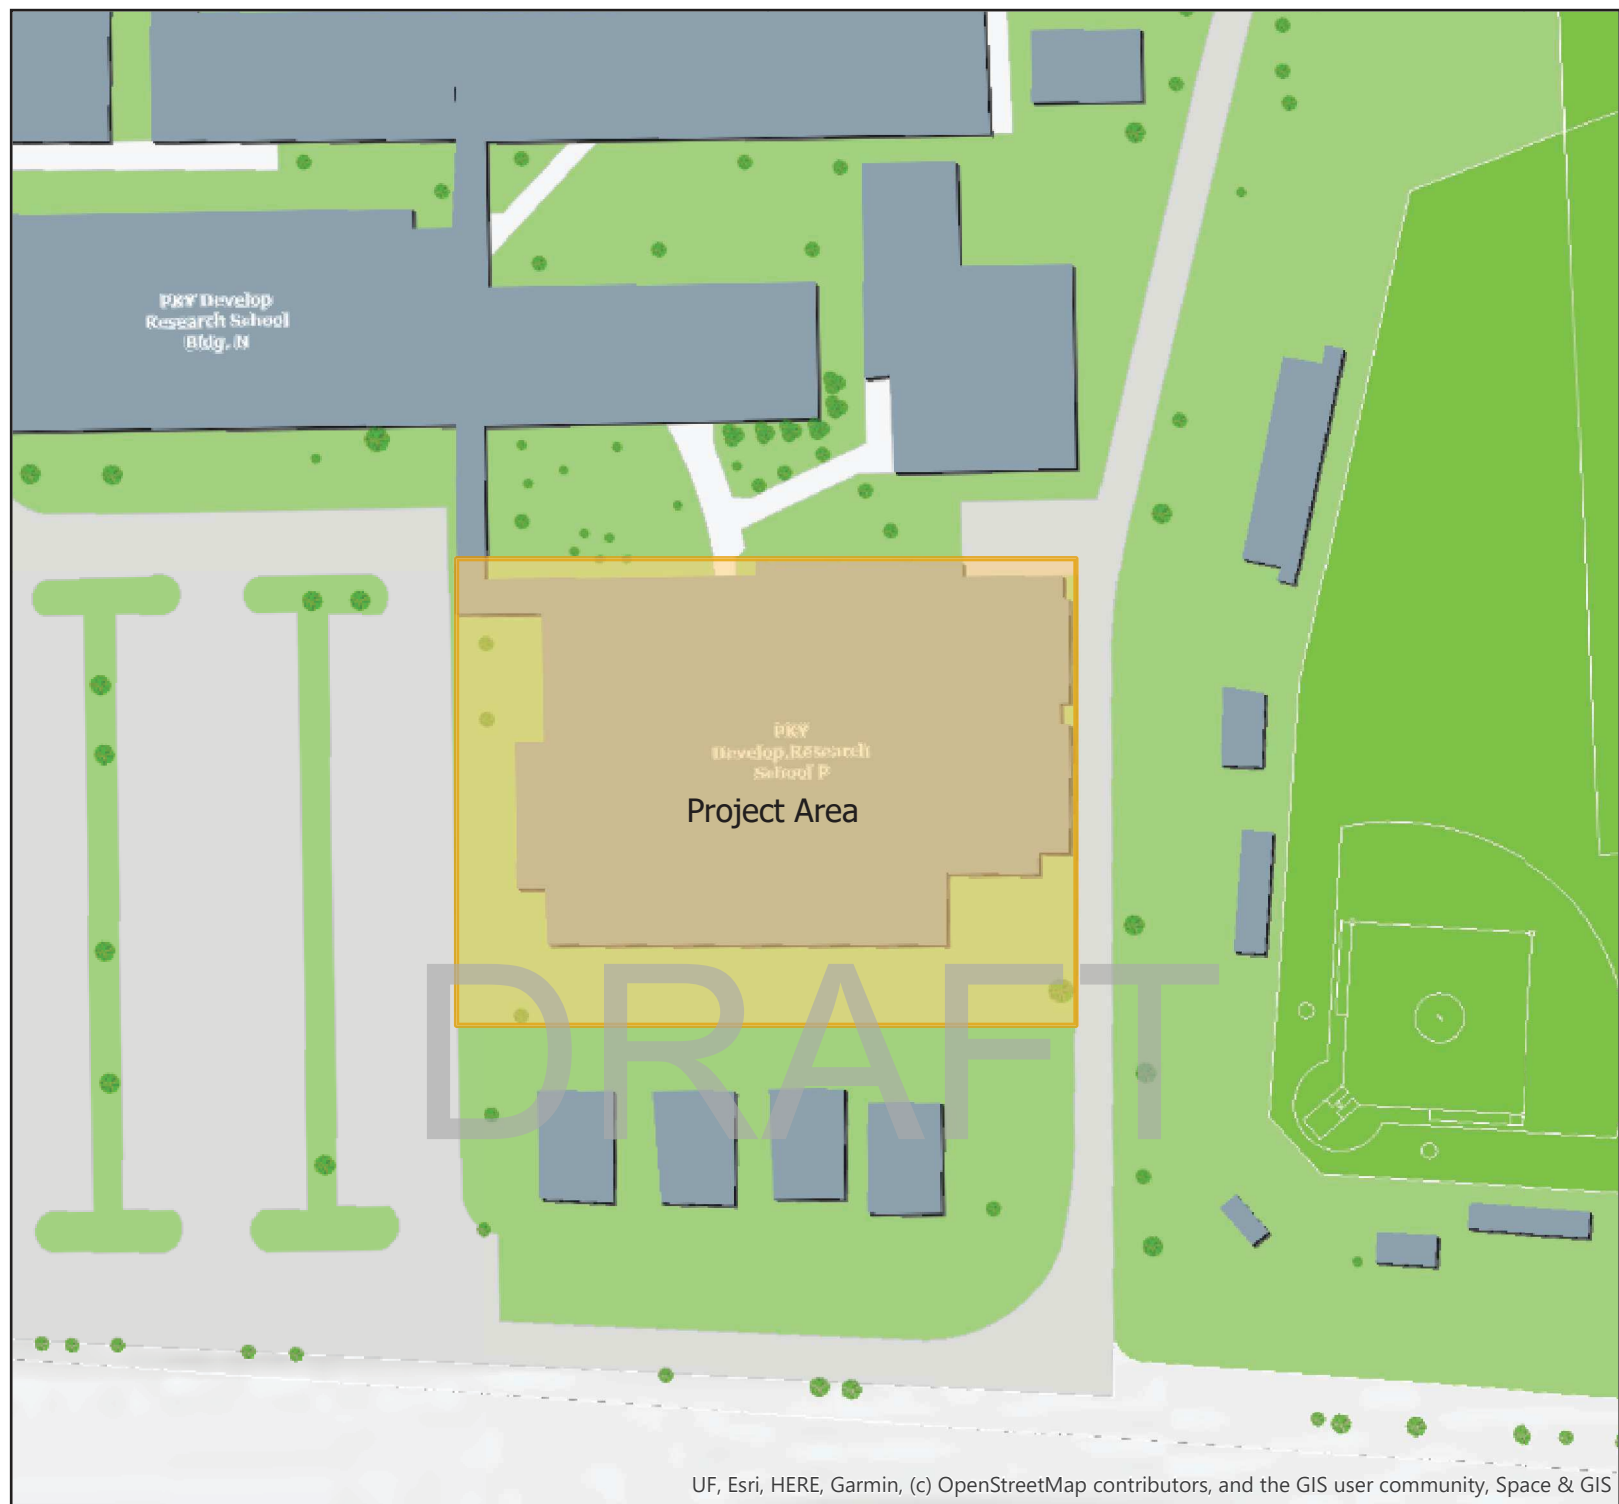 PKY Develop
Research School
Bldg. N
PKY
Develop.Research
School P
Project Area
DRAFT
UF, Esri, HERE, Garmin, (c) OpenStreetMap contributors, and the GIS user community, Space & GIS